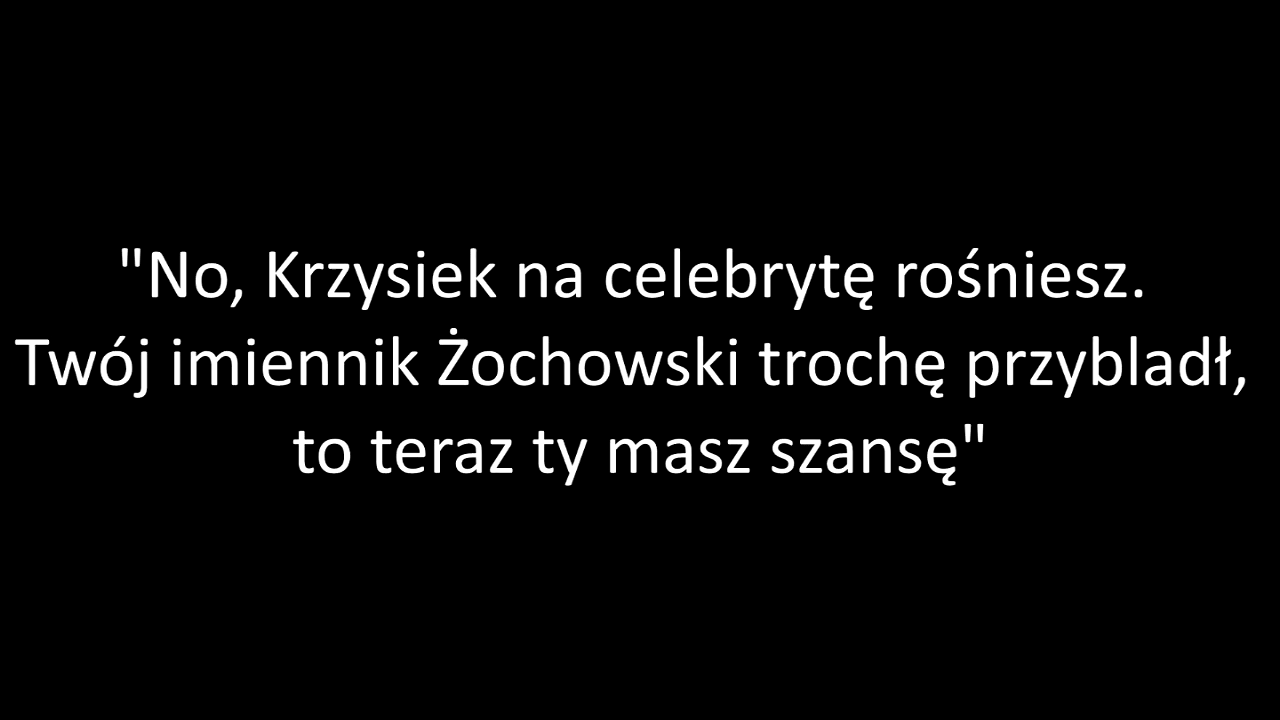 "No, Krzysiek na celebrytę rośniesz.
Twój imiennik Żochowski trochę przybladł,
to teraz ty masz szansę"